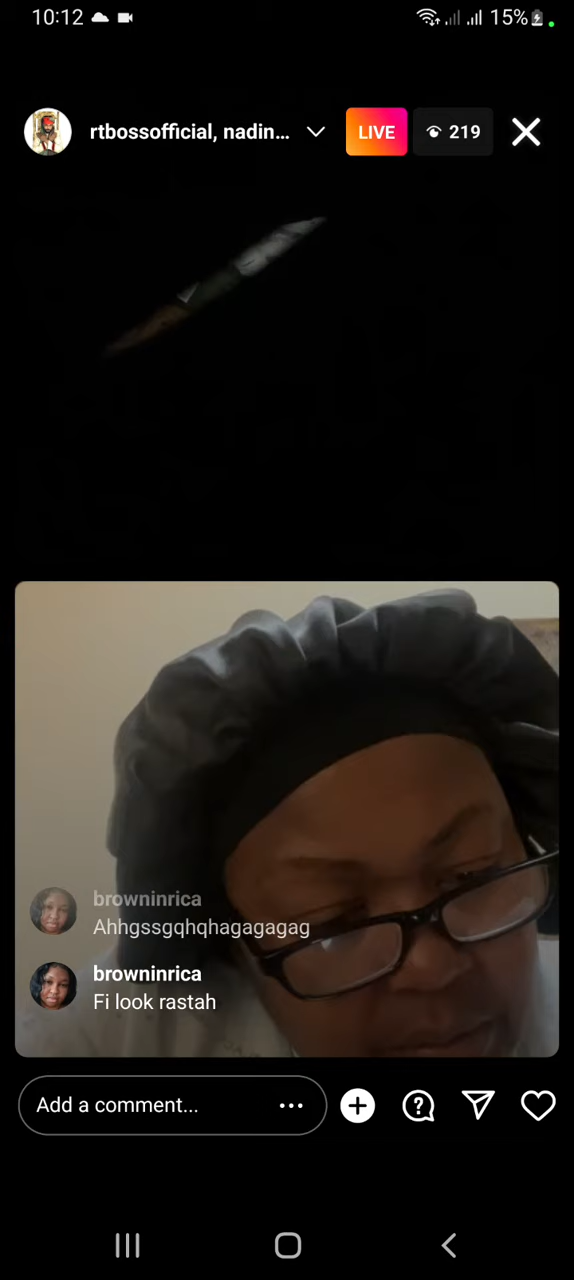 10:12
15%
rtbossofficial, nadin...
LIVE
219
browninrica
Ahhgssgqhqhagagagag
browninrica
Fi look rastah
Add a comment...